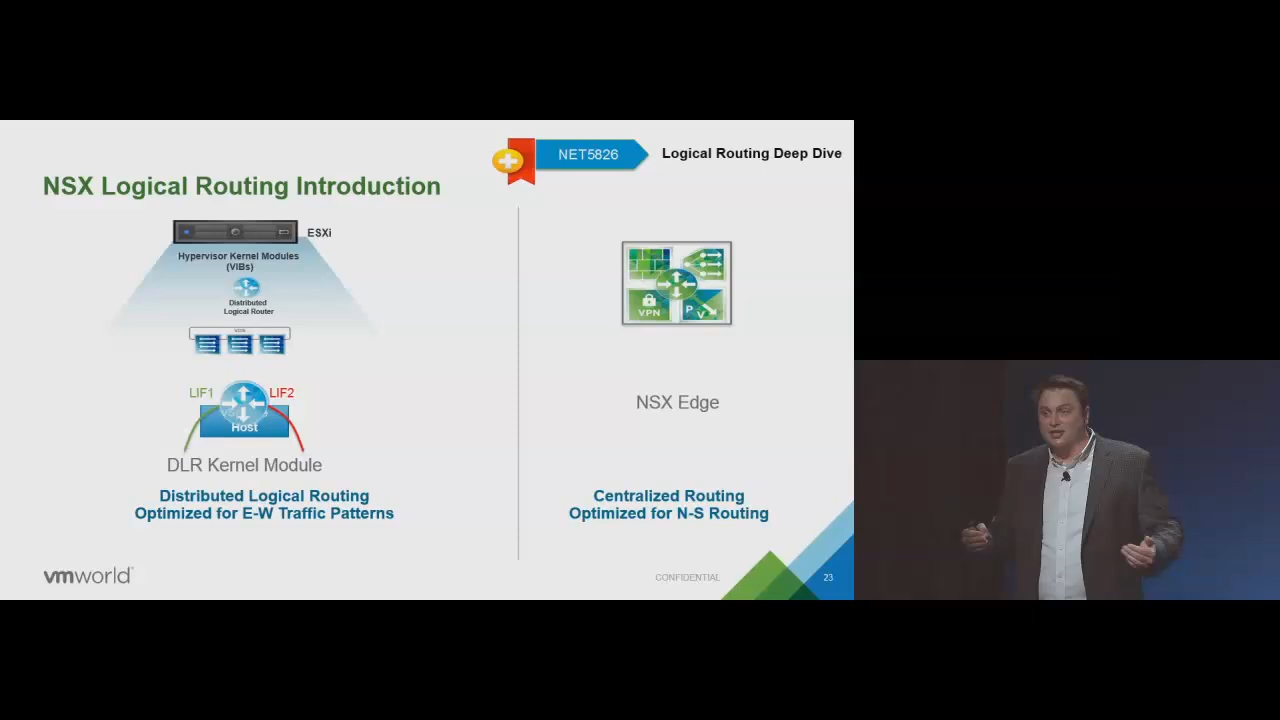 NET5826
Logical Routing Deep Dive
NSX Logical Routing Introduction
ESXi
Hypervisor Kernel Modules
(VIBs)
Distributed
Logical Router
LIF1
LIF2
Host
DLR Kernel Module
Distributed Logical Routing
Optimized for E-W Traffic Patterns
VPN
P
V
NSX Edge
Centralized Routing
Optimized for N-S Routing
vmworld
CONFIDENTIAL
23